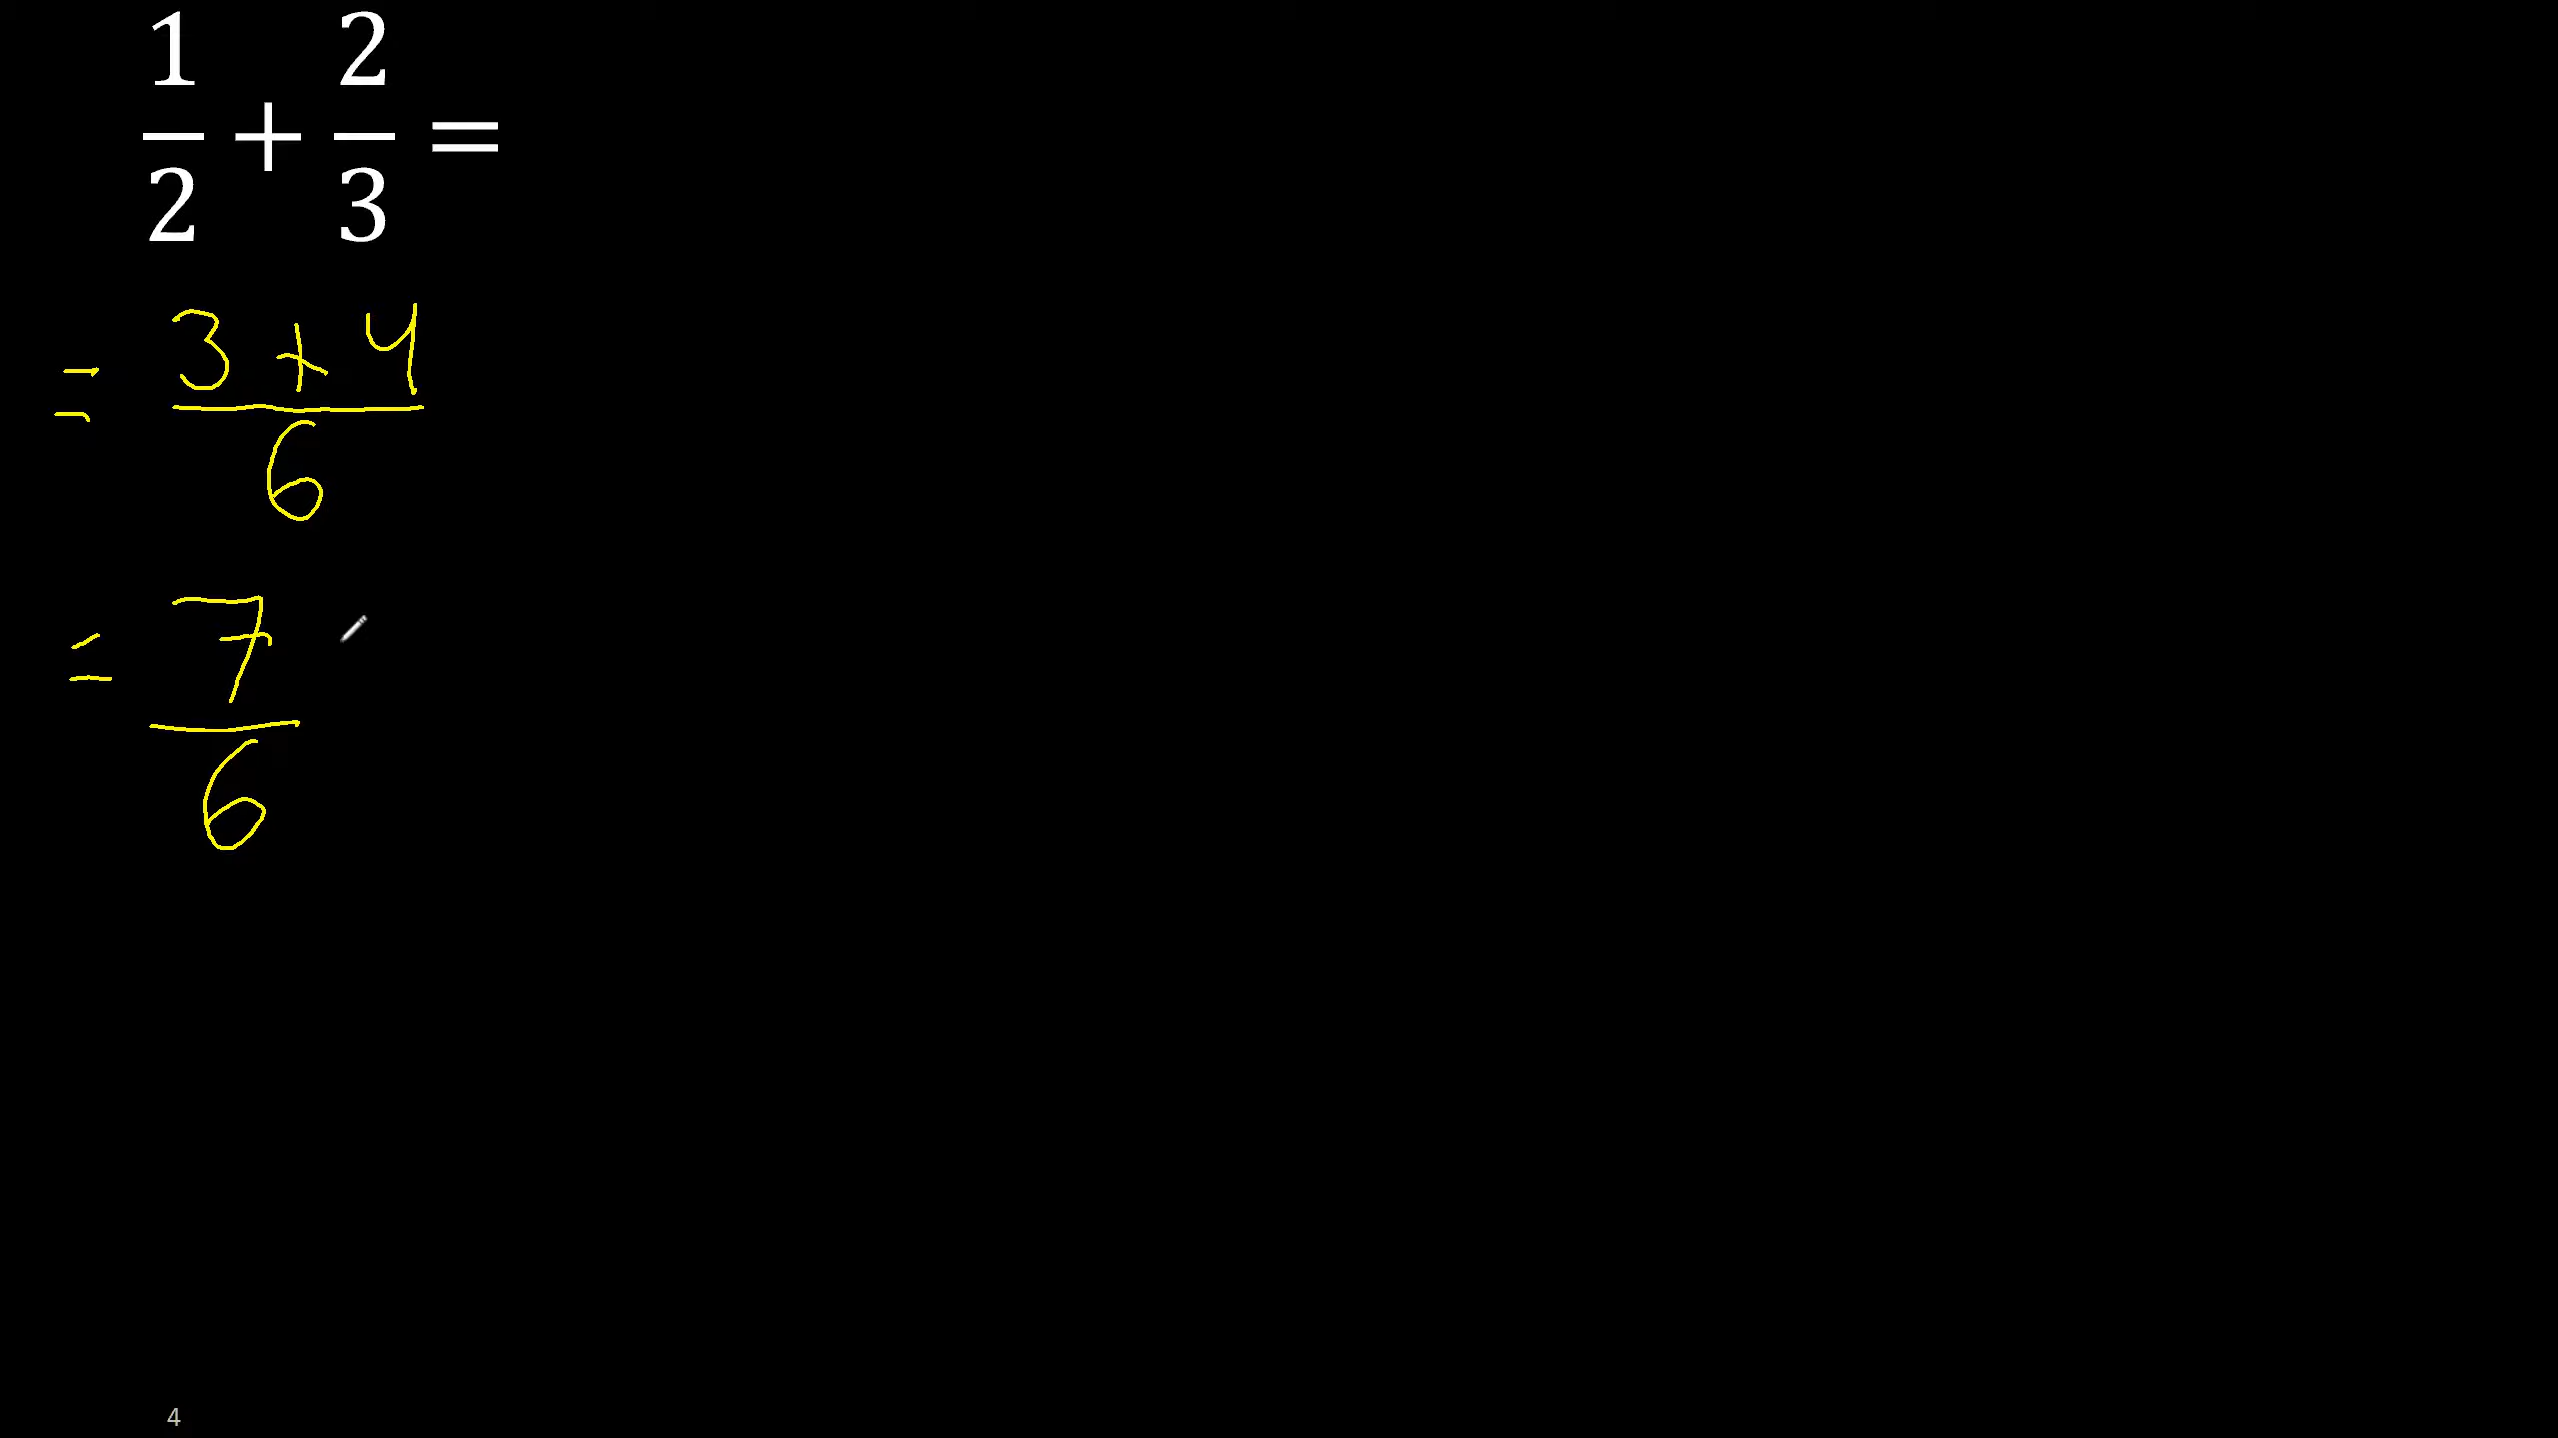 1/2 + 2/3 =
= (3 + 4)/6
= 7/6
4